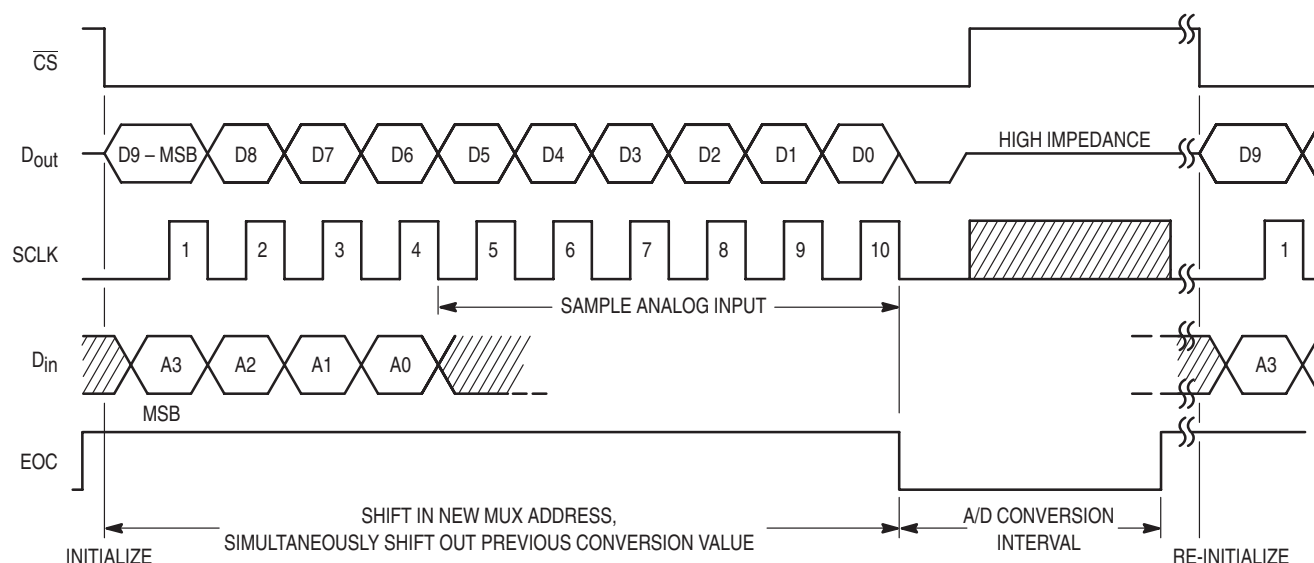 CS
Dout D9 – MSB D8 D7 D6 D5 D4 D3 D2 D1 D0 HIGH IMPEDANCE D9
SCLK 1 2 3 4 5 6 7 8 9 10 1
SAMPLE ANALOG INPUT
Din A3 A2 A1 A0 A3
MSB
EOC
SHIFT IN NEW MUX ADDRESS,
SIMULTANEOUSLY SHIFT OUT PREVIOUS CONVERSION VALUE
A/D CONVERSION
INTERVAL
INITIALIZE
RE-INITIALIZE